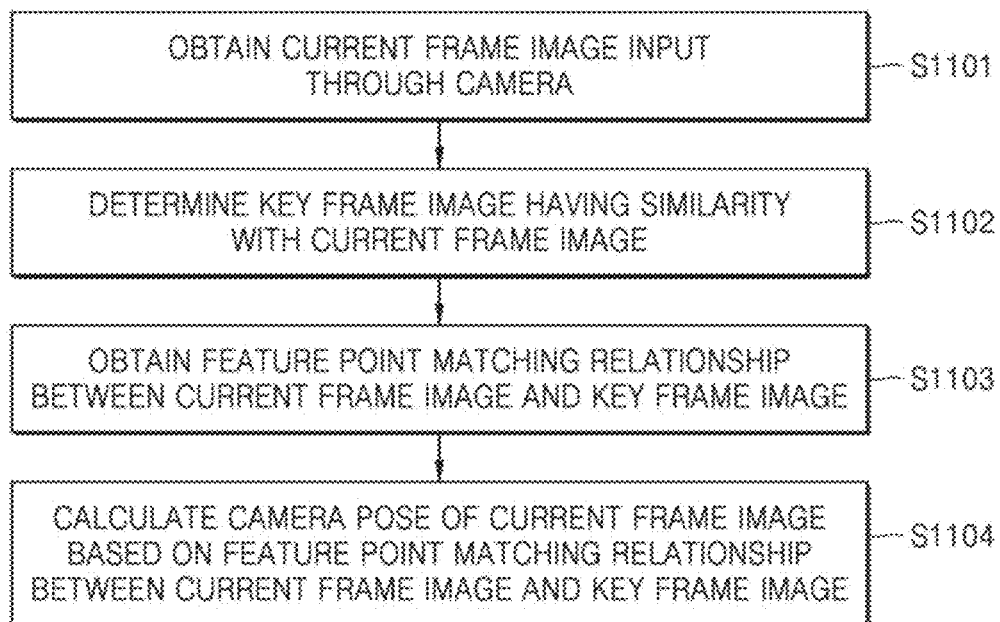 OBTAIN CURRENT FRAME IMAGE INPUT
THROUGH CAMERA
S1101
DETERMINE KEY FRAME IMAGE HAVING SIMILARITY
WITH CURRENT FRAME IMAGE
S1102
OBTAIN FEATURE POINT MATCHING RELATIONSHIP
BETWEEN CURRENT FRAME IMAGE AND KEY FRAME IMAGE
S1103
CALCULATE CAMERA POSE OF CURRENT FRAME IMAGE
BASED ON FEATURE POINT MATCHING RELATIONSHIP
BETWEEN CURRENT FRAME IMAGE AND KEY FRAME IMAGE
S1104